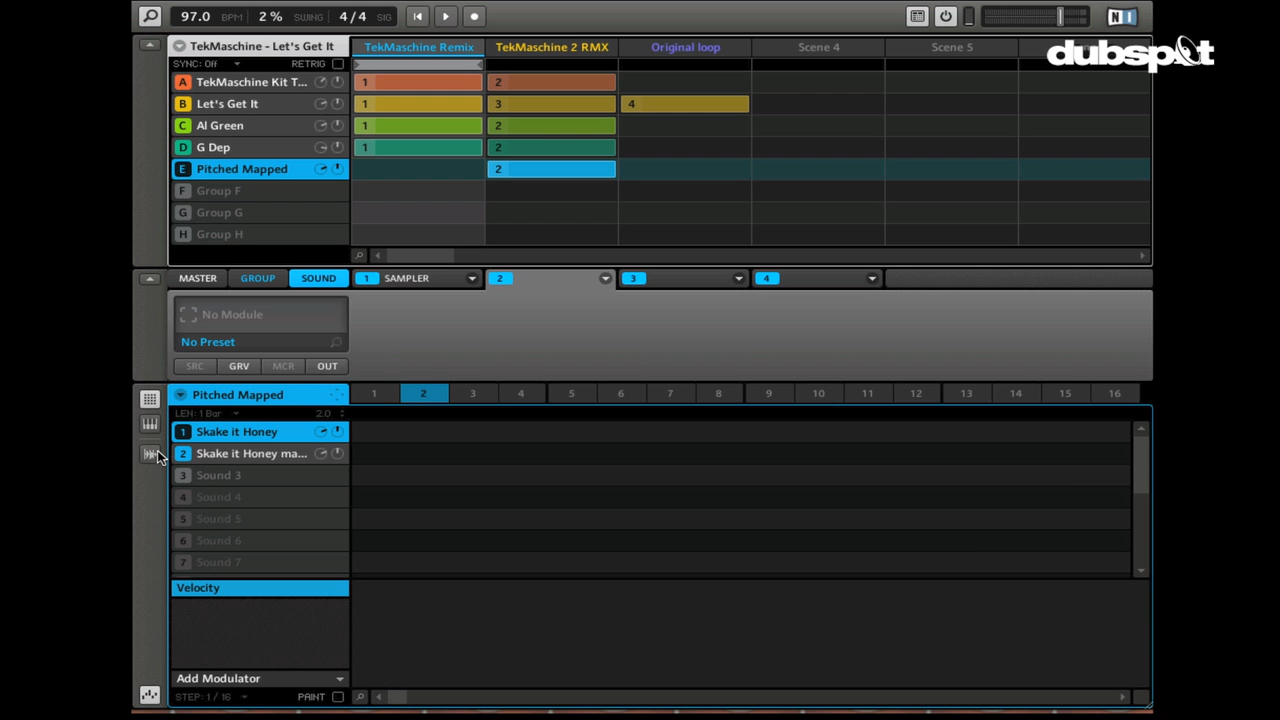 97.0 BPM 2 % SWING 4 / 4 SIG
NI
dubspot
TekMaschine - Let's Get It
TekMaschine Remix TekMaschine 2 RMX Original loop Scene 4 Scene 5
SYNC: Off RETRIG
A TekMaschine Kit T... 1 2
B Let's Get It 1 3 4
C Al Green 1 2
D G Dep 1 2
E Pitched Mapped 2
F Group F
G Group G
H Group H
MASTER GROUP SOUND 1 SAMPLER 2 3 4
No Module
No Preset
SRC GRV MCR OUT
Pitched Mapped 1 2 3 4 5 6 7 8 9 10 11 12 13 14 15 16
LEN: 1 Bar 2.0
1 Skake it Honey
2 Skake it Honey ma...
3 Sound 3
4 Sound 4
5 Sound 5
6 Sound 6
7 Sound 7
Velocity
Add Modulator
STEP: 1 / 16 PAINT